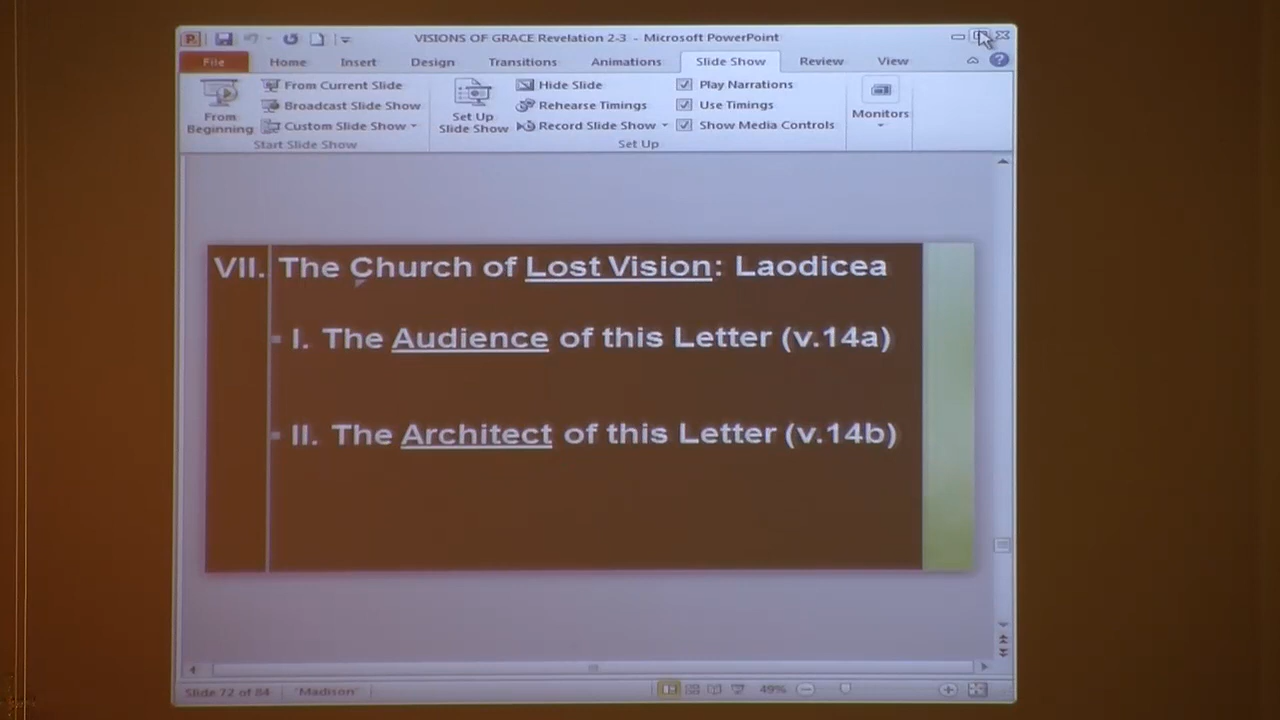 VISIONS OF GRACE Revelation 2-3 - Microsoft PowerPoint
File Home Insert Design Transitions Animations Slide Show Review View
From Beginning
From Current Slide
Broadcast Slide Show
Custom Slide Show
Start Slide Show
Set Up Slide Show
Hide Slide
Rehearse Timings
Record Slide Show
Play Narrations
Use Timings
Show Media Controls
Set Up
Monitors
VII. The Church of Lost Vision: Laodicea
I. The Audience of this Letter (v.14a)
II. The Architect of this Letter (v.14b)
Slide 72 of 84 "Madison" 49%